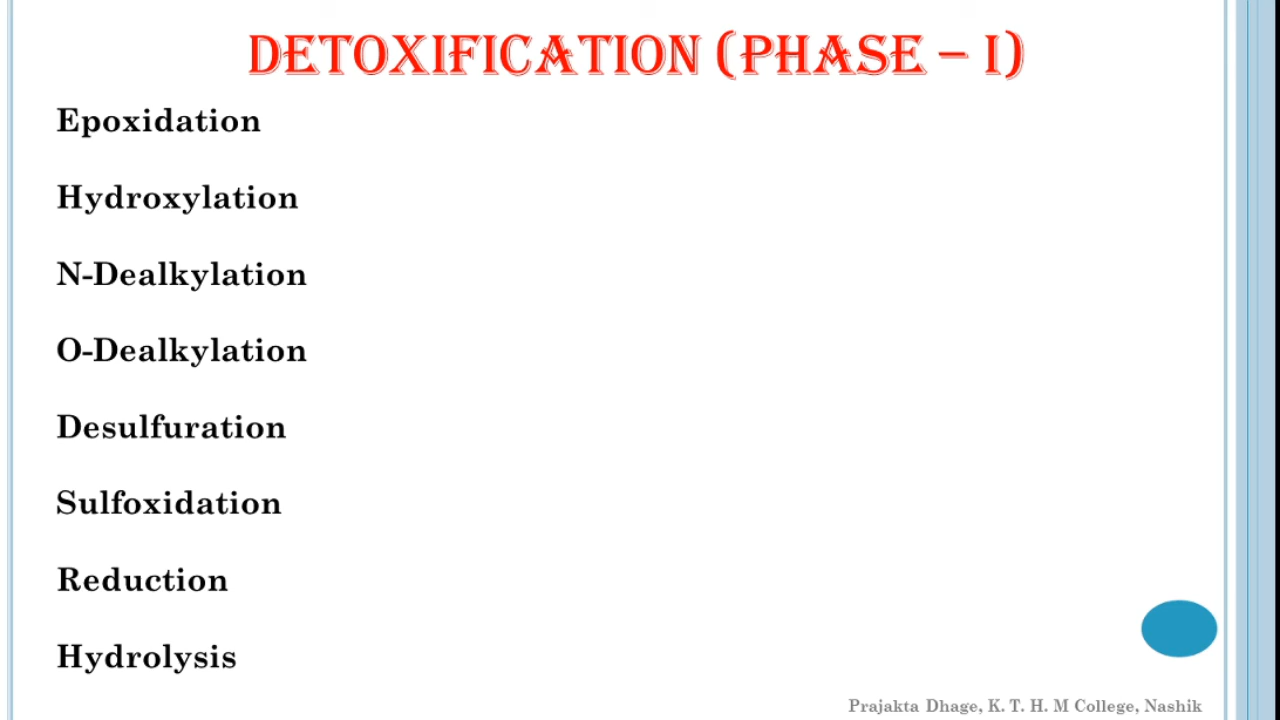 DETOXIFICATION (PHASE – I)
Epoxidation
Hydroxylation
N-Dealkylation
O-Dealkylation
Desulfuration
Sulfoxidation
Reduction
Hydrolysis
Prajakta Dhage, K. T. H. M College, Nashik